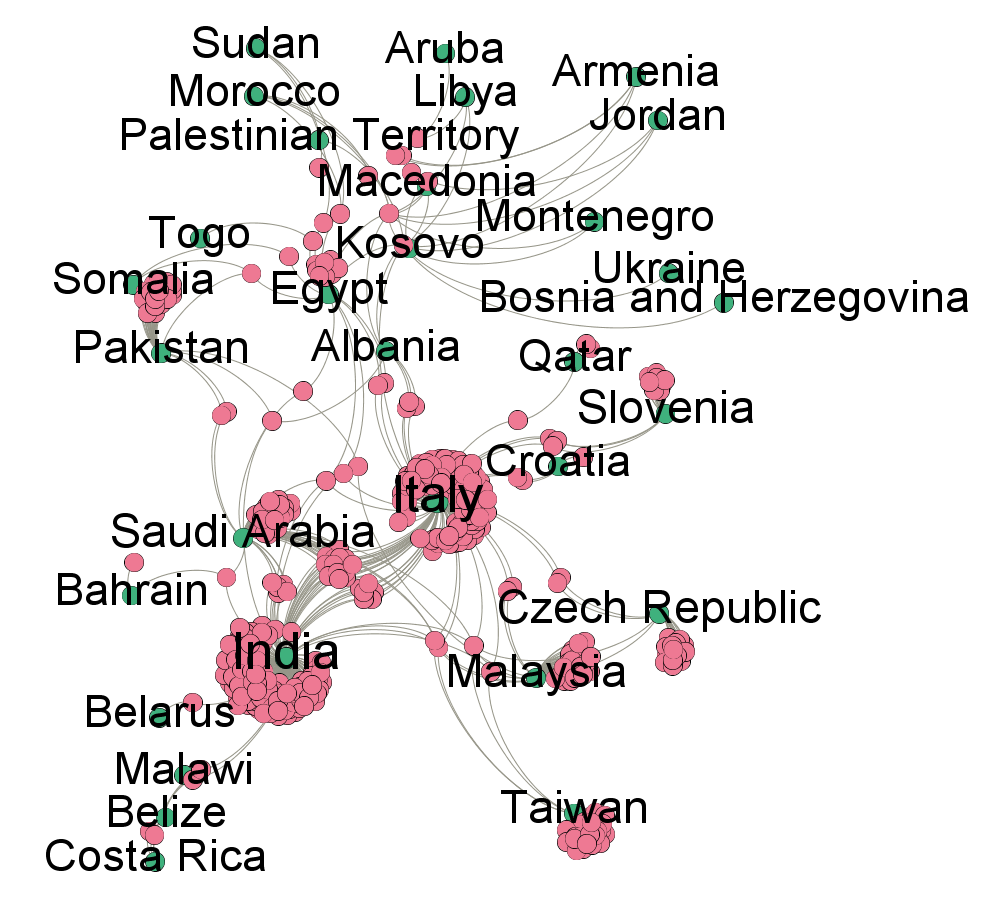 Sudan
Aruba
Armenia
Morocco
Libya
Jordan
Palestinian Territory
Macedonia
Montenegro
Togo
Kosovo
Ukraine
Somalia
Egypt
Bosnia and Herzegovina
Pakistan
Albania
Qatar
Slovenia
Croatia
Italy
Saudi Arabia
Bahrain
Czech Republic
India
Malaysia
Belarus
Malawi
Belize
Taiwan
Costa Rica